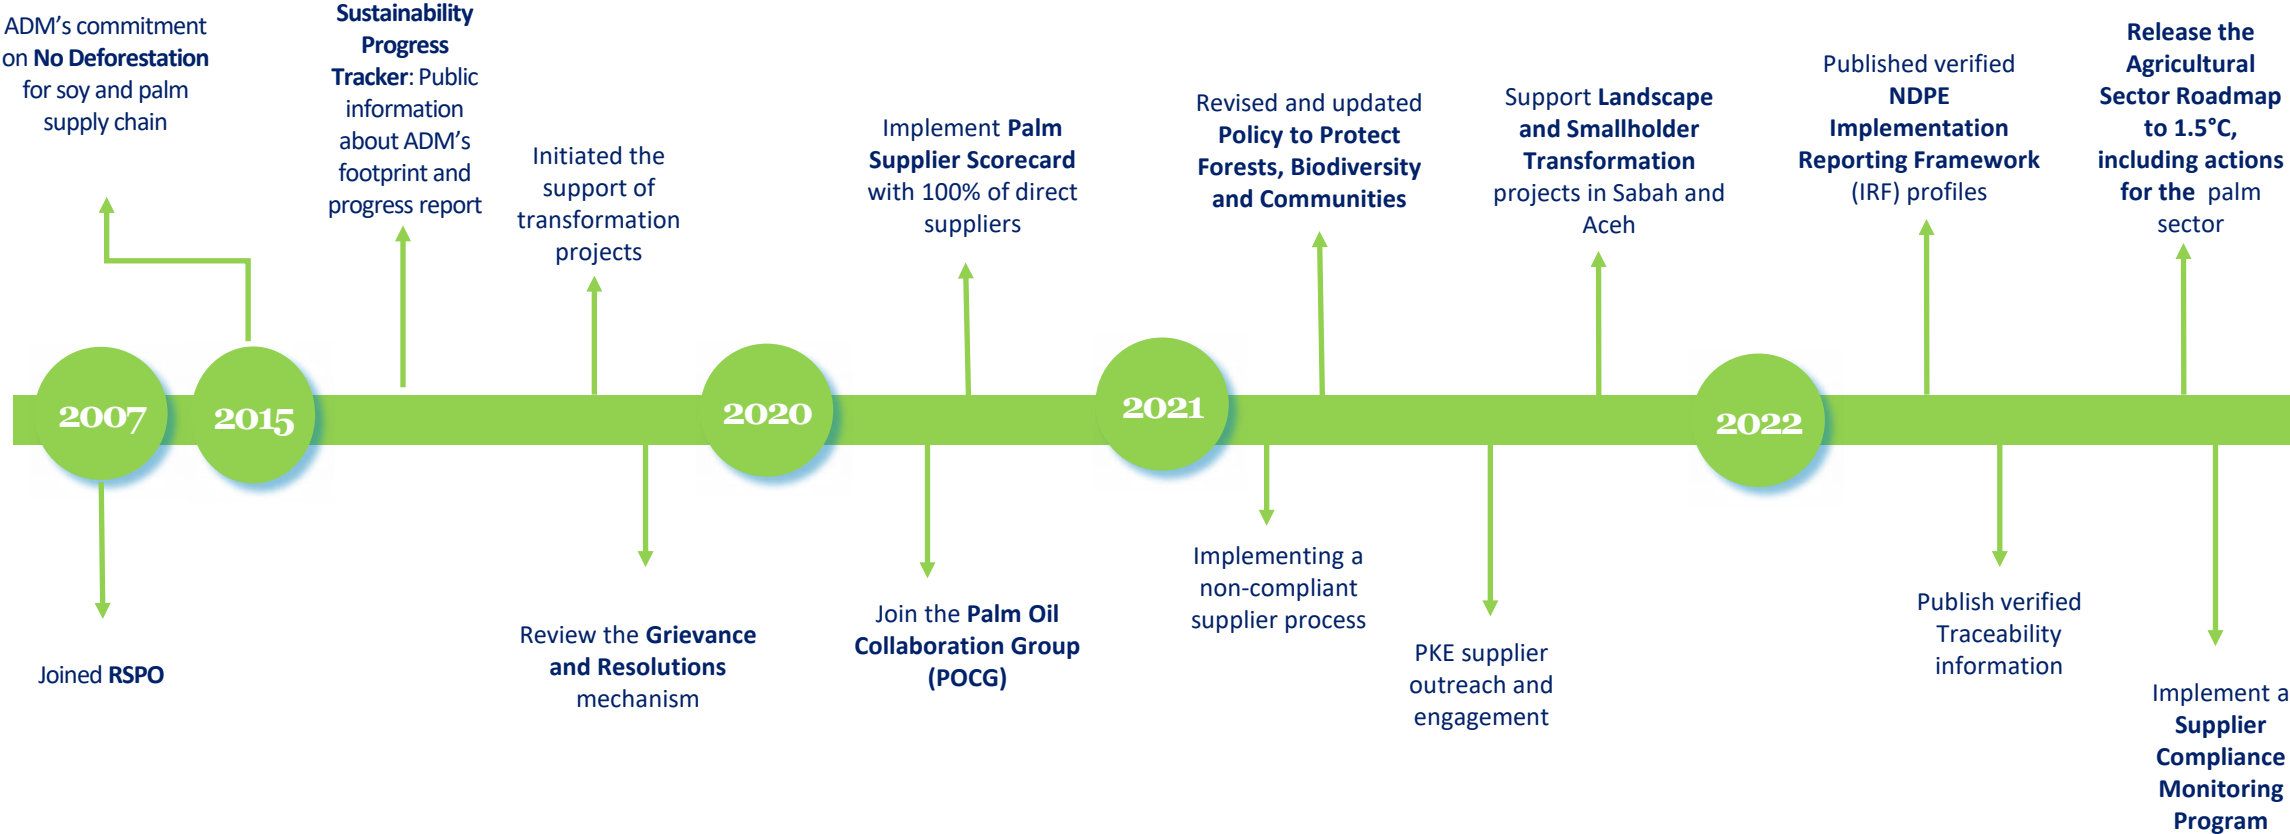 ADM's commitment
on No Deforestation
for soy and palm
supply chain
Sustainability
Progress
Tracker: Public
information
about ADM's
footprint and
progress report
Initiated the
support of
transformation
projects
Implement Palm
Supplier Scorecard
with 100% of direct
suppliers
Revised and updated
Policy to Protect
Forests, Biodiversity
and Communities
Support Landscape
and Smallholder
Transformation
projects in Sabah and
Aceh
Published verified
NDPE
Implementation
Reporting Framework
(IRF) profiles
Release the
Agricultural
Sector Roadmap
to 1.5°C,
including actions
for the palm
sector
2007
2015
2020
2021
2022
Joined RSPO
Review the Grievance
and Resolutions
mechanism
Join the Palm Oil
Collaboration Group
(POCG)
Implementing a
non-compliant
supplier process
PKE supplier
outreach and
engagement
Publish verified
Traceability
information
Implement a
Supplier
Compliance
Monitoring
Program